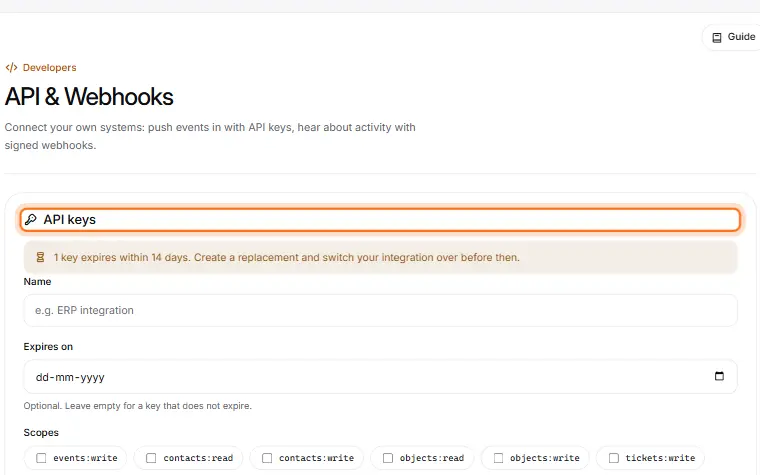 Guide
Developers
API & Webhooks
Connect your own systems: push events in with API keys, hear about activity with
signed webhooks.
API keys
1 key expires within 14 days. Create a replacement and switch your integration over before then.
Name
e.g. ERP integration
Expires on
dd-mm-yyyy
Optional. Leave empty for a key that does not expire.
Scopes
events:write contacts:read contacts:write objects:read objects:write tickets:write